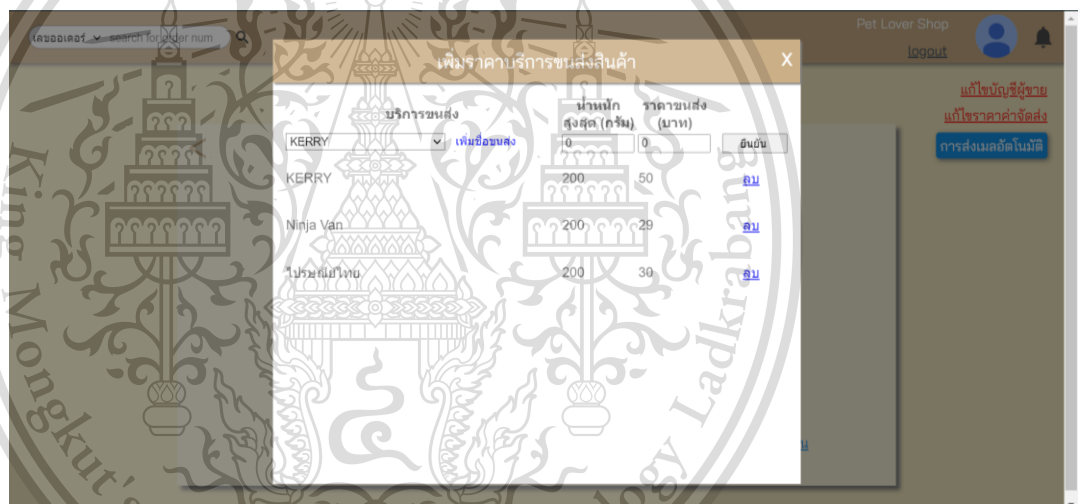 เลขออเดอร์ search for order num
Pet Lover Shop
logout
เพิ่มราคาบริการขนส่งสินค้า X
แก้ไขบัญชีผู้ขาย
แก้ไขราคาค่าจัดส่ง
การส่งเมลอัตโนมัติ
บริการขนส่ง น้ำหนักสูงสุด (กรัม) ราคาขนส่ง (บาท)
KERRY เพิ่มชื่อขนส่ง 0 0 ยืนยัน
KERRY 200 50 ลบ
Ninja Van 200 29 ลบ
ไปรษณีย์ไทย 200 30 ลบ
King Mongkut's Ladkrabang